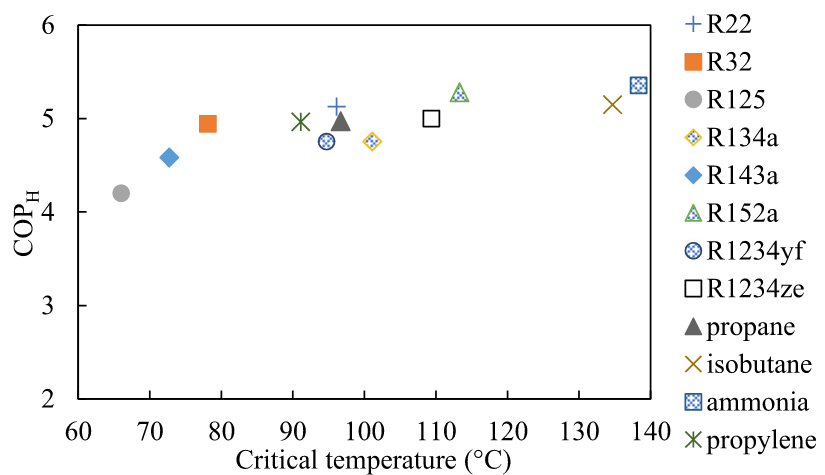 6
5
4
3
2
COP_H
60 70 80 90 100 110 120 130 140
Critical temperature (°C)
R22
R32
R125
R134a
R143a
R152a
R1234yf
R1234ze
propane
isobutane
ammonia
propylene